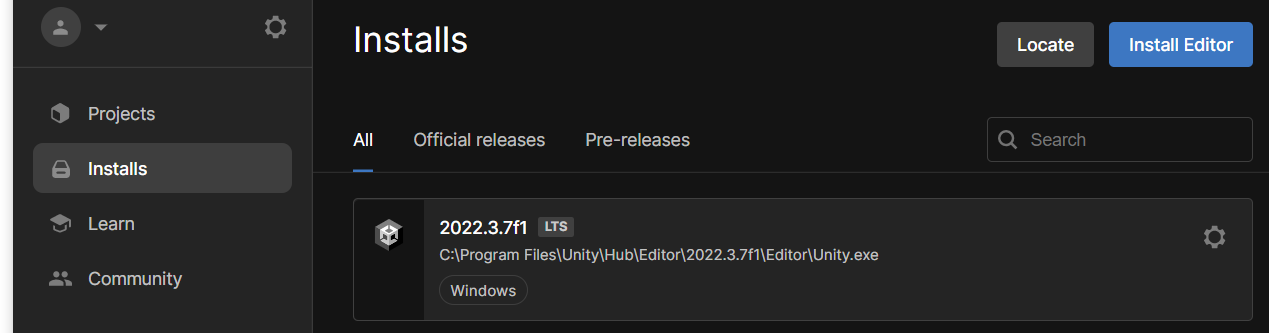 Installs
Locate
Install Editor
Projects
Installs
Learn
Community
All
Official releases
Pre-releases
Search
2022.3.7f1 LTS
C:\Program Files\Unity\Hub\Editor\2022.3.7f1\Editor\Unity.exe
Windows